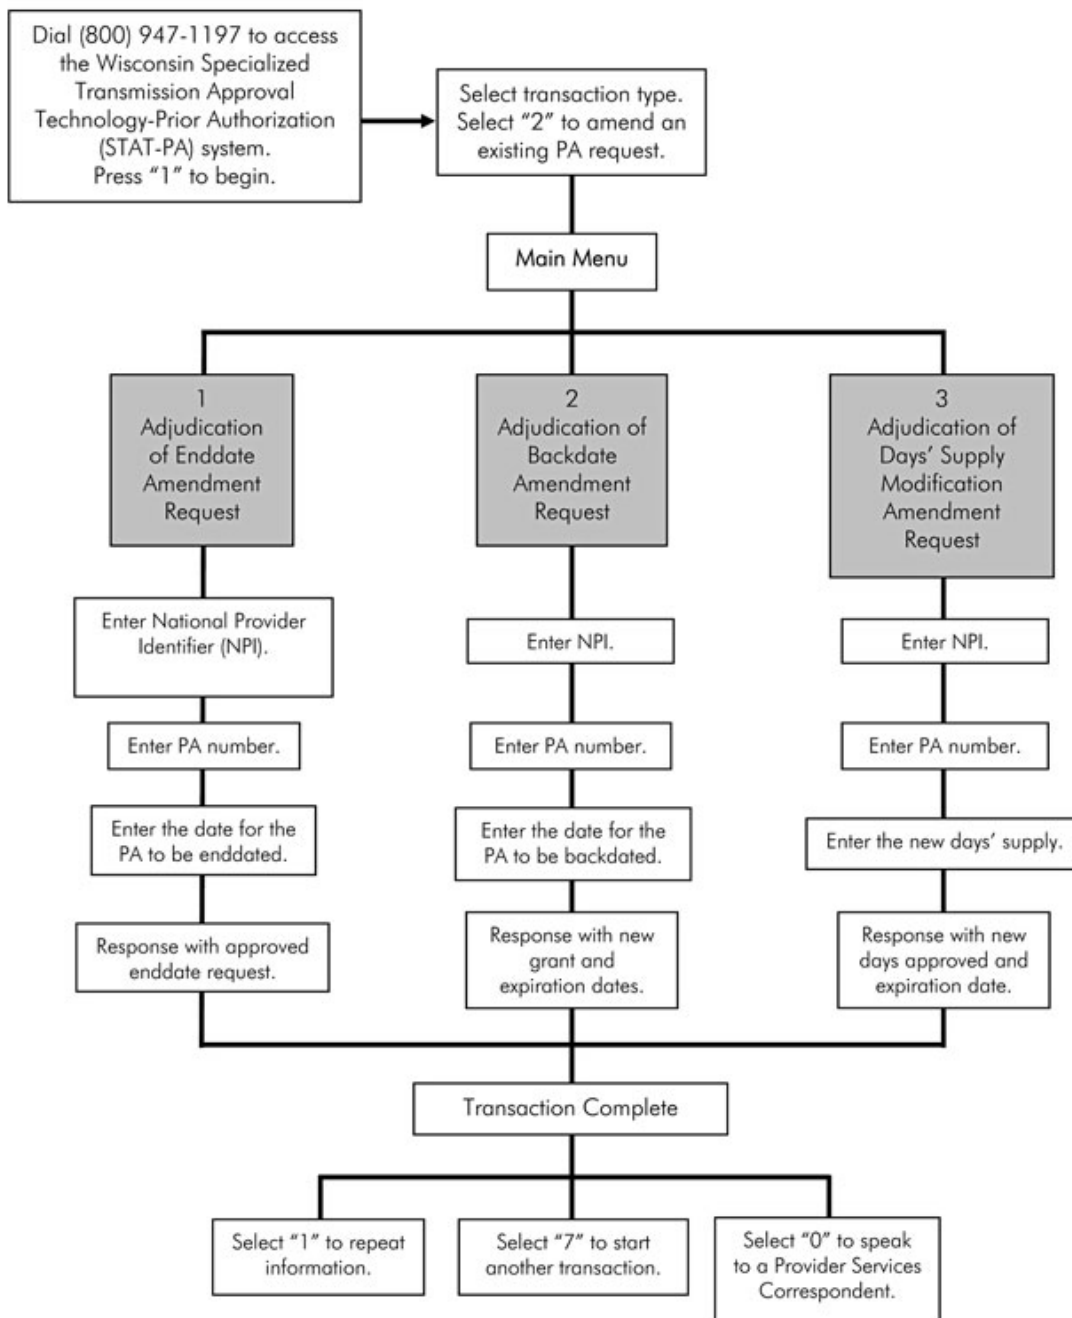 Dial (800) 947-1197 to access
the Wisconsin Specialized
Transmission Approval
Technology-Prior Authorization
(STAT-PA) system.
Press “1” to begin.
Select transaction type.
Select “2” to amend an
existing PA request.
Main Menu
1
Adjudication
of Enddate
Amendment
Request
2
Adjudication of
Backdate
Amendment
Request
3
Adjudication of
Days’ Supply
Modification
Amendment
Request
Enter National Provider
Identifier (NPI).
Enter NPI.
Enter NPI.
Enter PA number.
Enter PA number.
Enter PA number.
Enter the date for the
PA to be enddated.
Enter the date for the
PA to be backdated.
Enter the new days’ supply.
Response with approved
enddate request.
Response with new
grant and
expiration dates.
Response with new
days approved and
expiration date.
Transaction Complete
Select “1” to repeat
information.
Select “7” to start
another transaction.
Select “0” to speak
to a Provider Services
Correspondent.